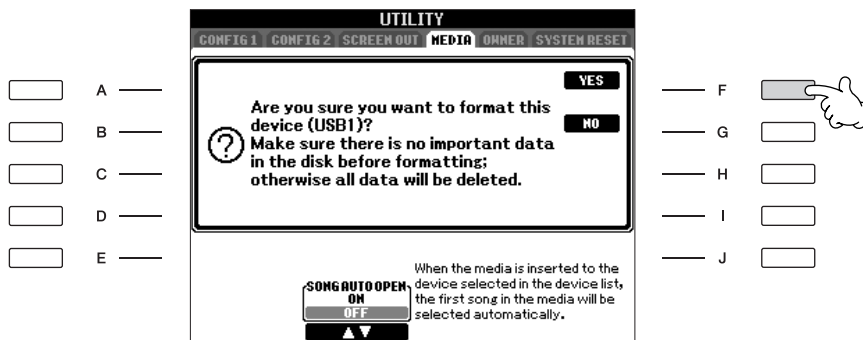 UTILITY
CONFIG 1 CONFIG 2 SCREEN OUT MEDIA OWNER SYSTEM RESET
YES
NO
Are you sure you want to format this
device (USB1)?
Make sure there is no important data
in the disk before formatting;
otherwise all data will be deleted.
A
B
C
D
E
F
G
H
I
J
SONG AUTO OPEN
ON
OFF
When the media is inserted to the
device selected in the device list,
the first song in the media will be
selected automatically.